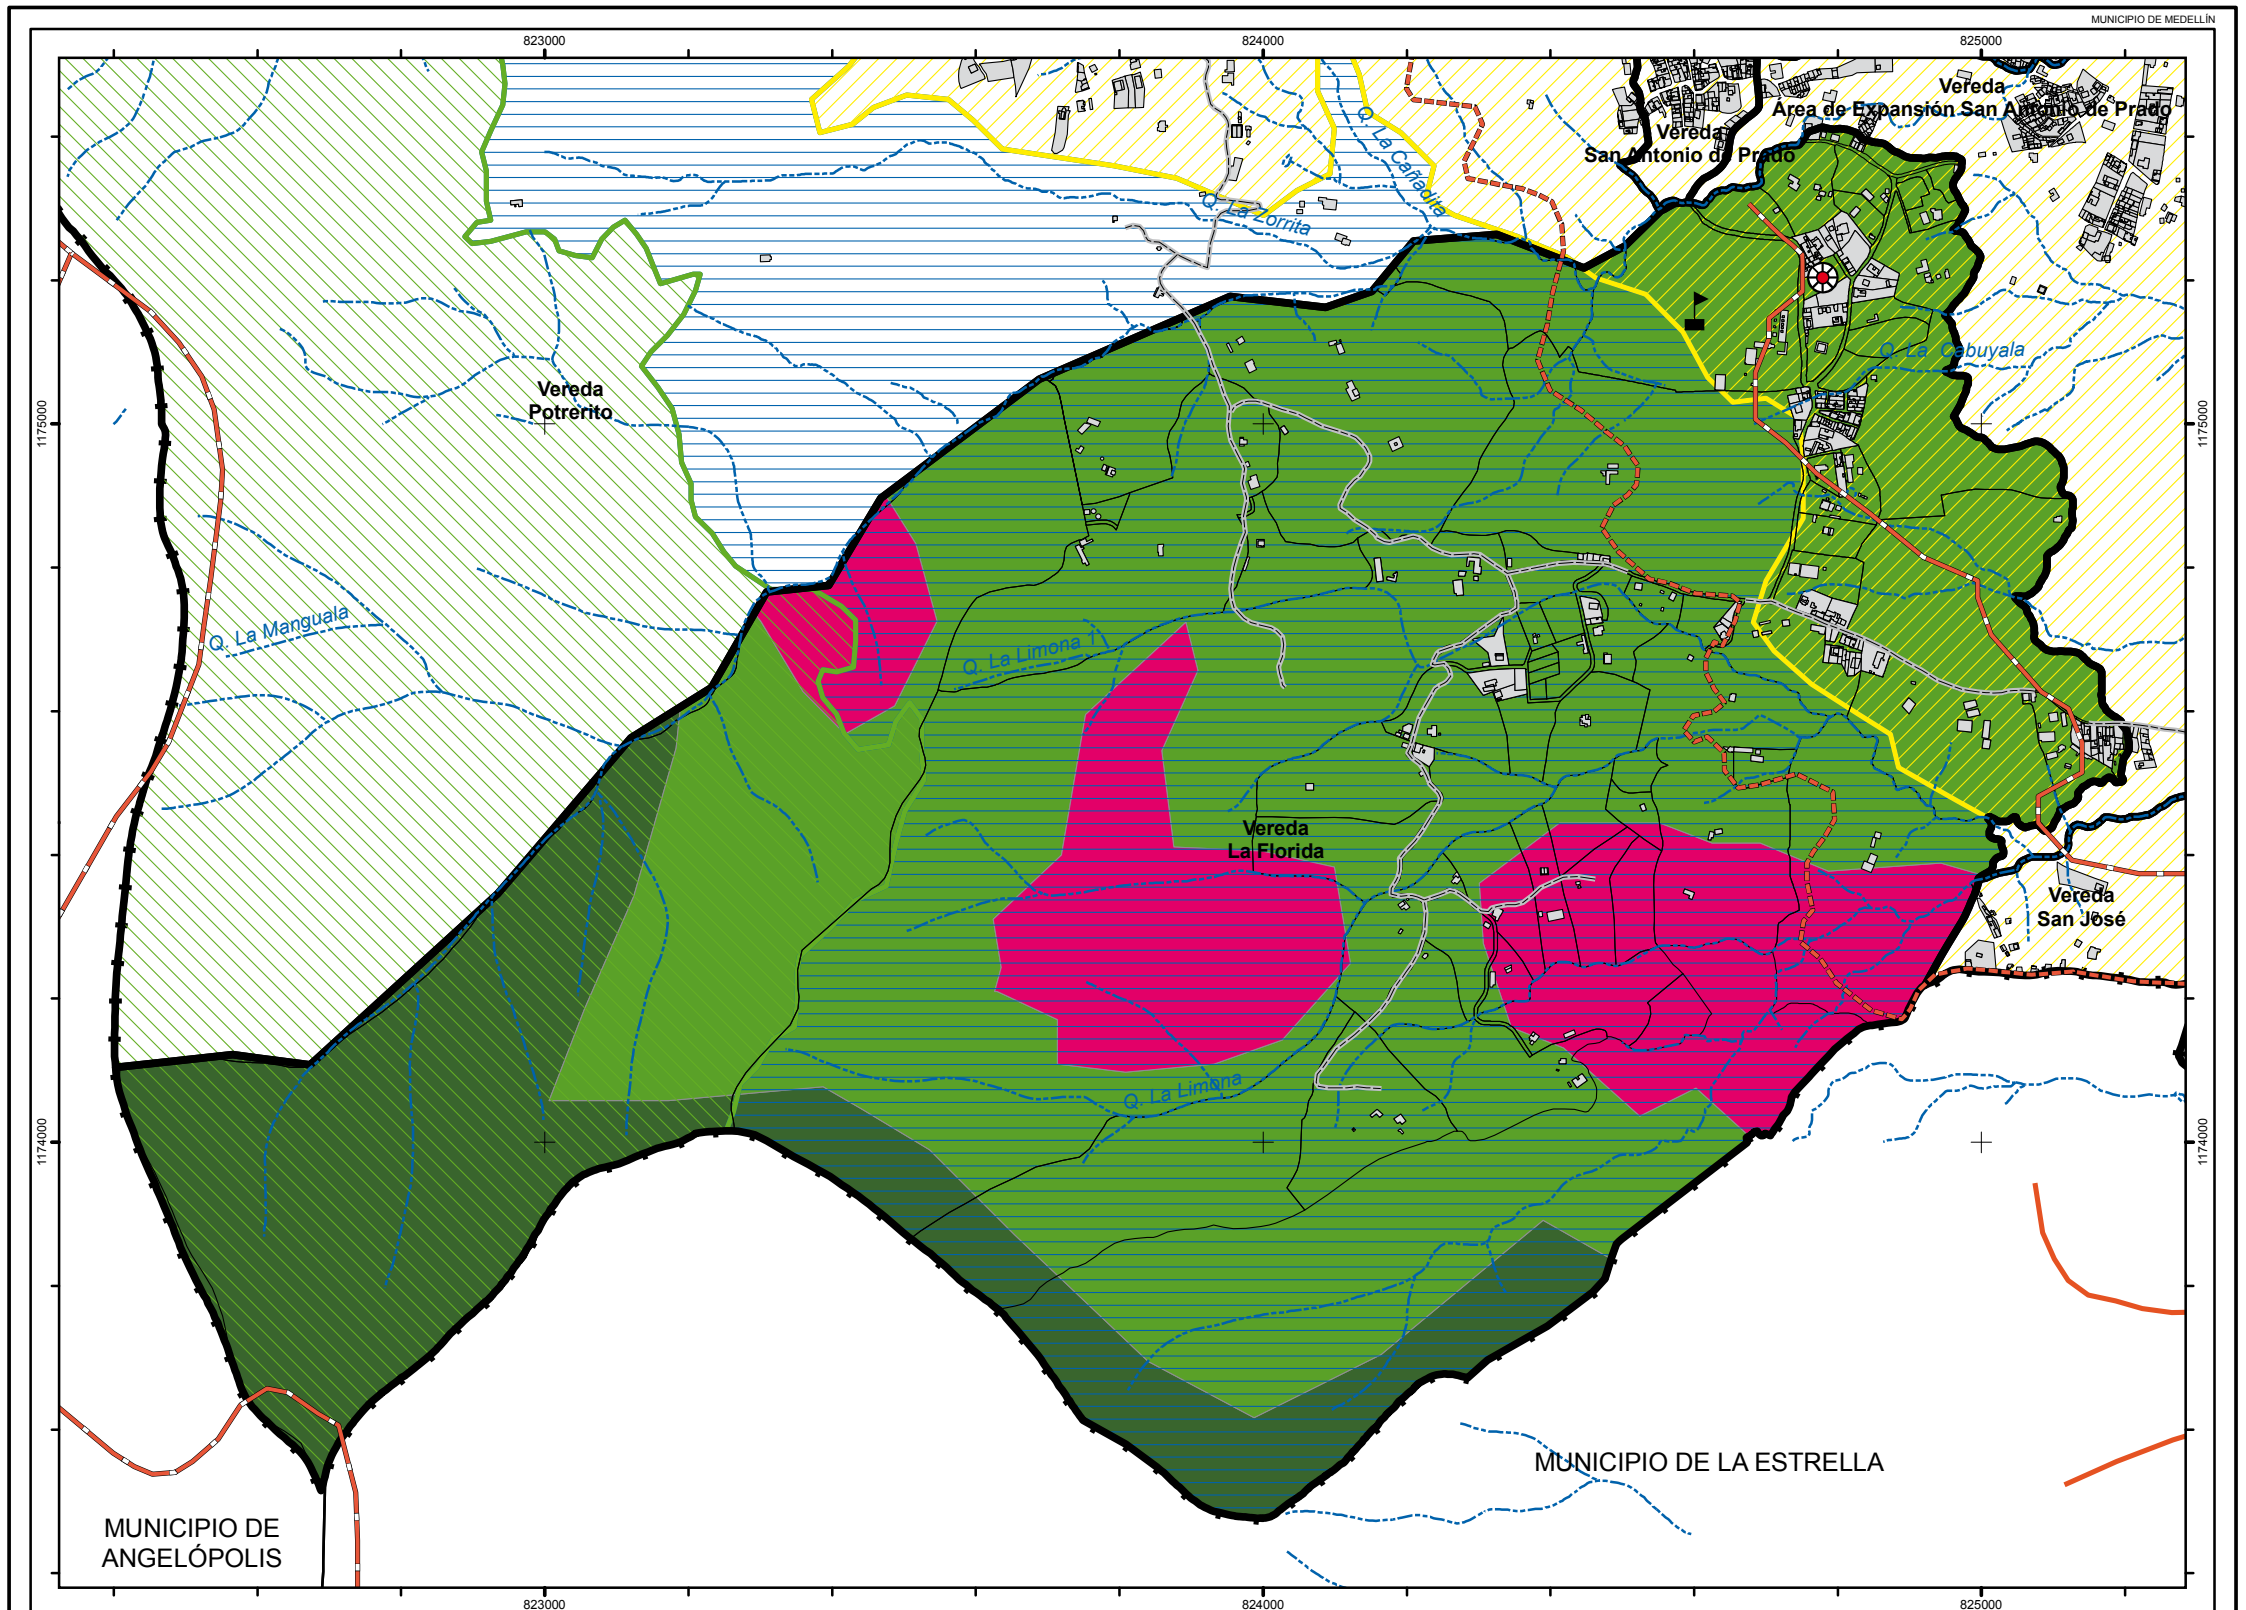 MUNICIPIO DE MEDELLÍN
823000
824000
825000
Vereda
Área de Expansión San Antonio de Prado
Vereda
San Antonio de Prado
Q. La Cañadita
Q. La Zorrita
Q. La Cabuyala
Vereda
Potrerito
1175000
1175000
Q. La Manguala
Q. La Limona 1
Vereda
La Florida
Vereda
San José
Q. La Limona
1174000
1174000
MUNICIPIO DE LA ESTRELLA
MUNICIPIO DE
ANGELÓPOLIS
823000
824000
825000